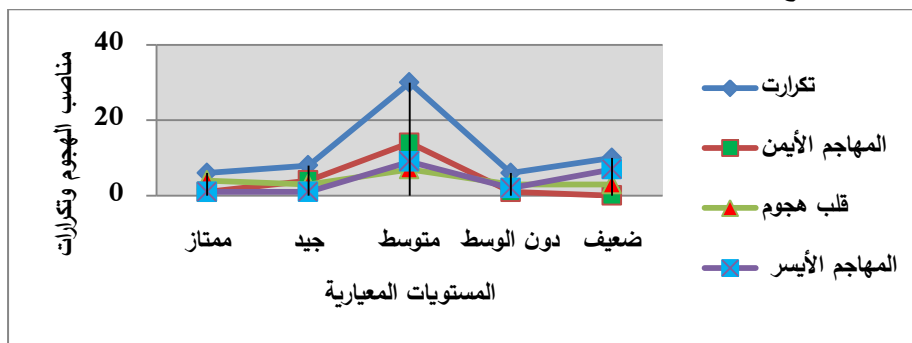 40
20
0
مناصب الهجوم وتكرارات
ممتاز
جيد
متوسط
دون الوسط
ضعيف
المستويات المعيارية
تكرارت
المهاجم الأيمن
قلب هجوم
المهاجم الأيسر